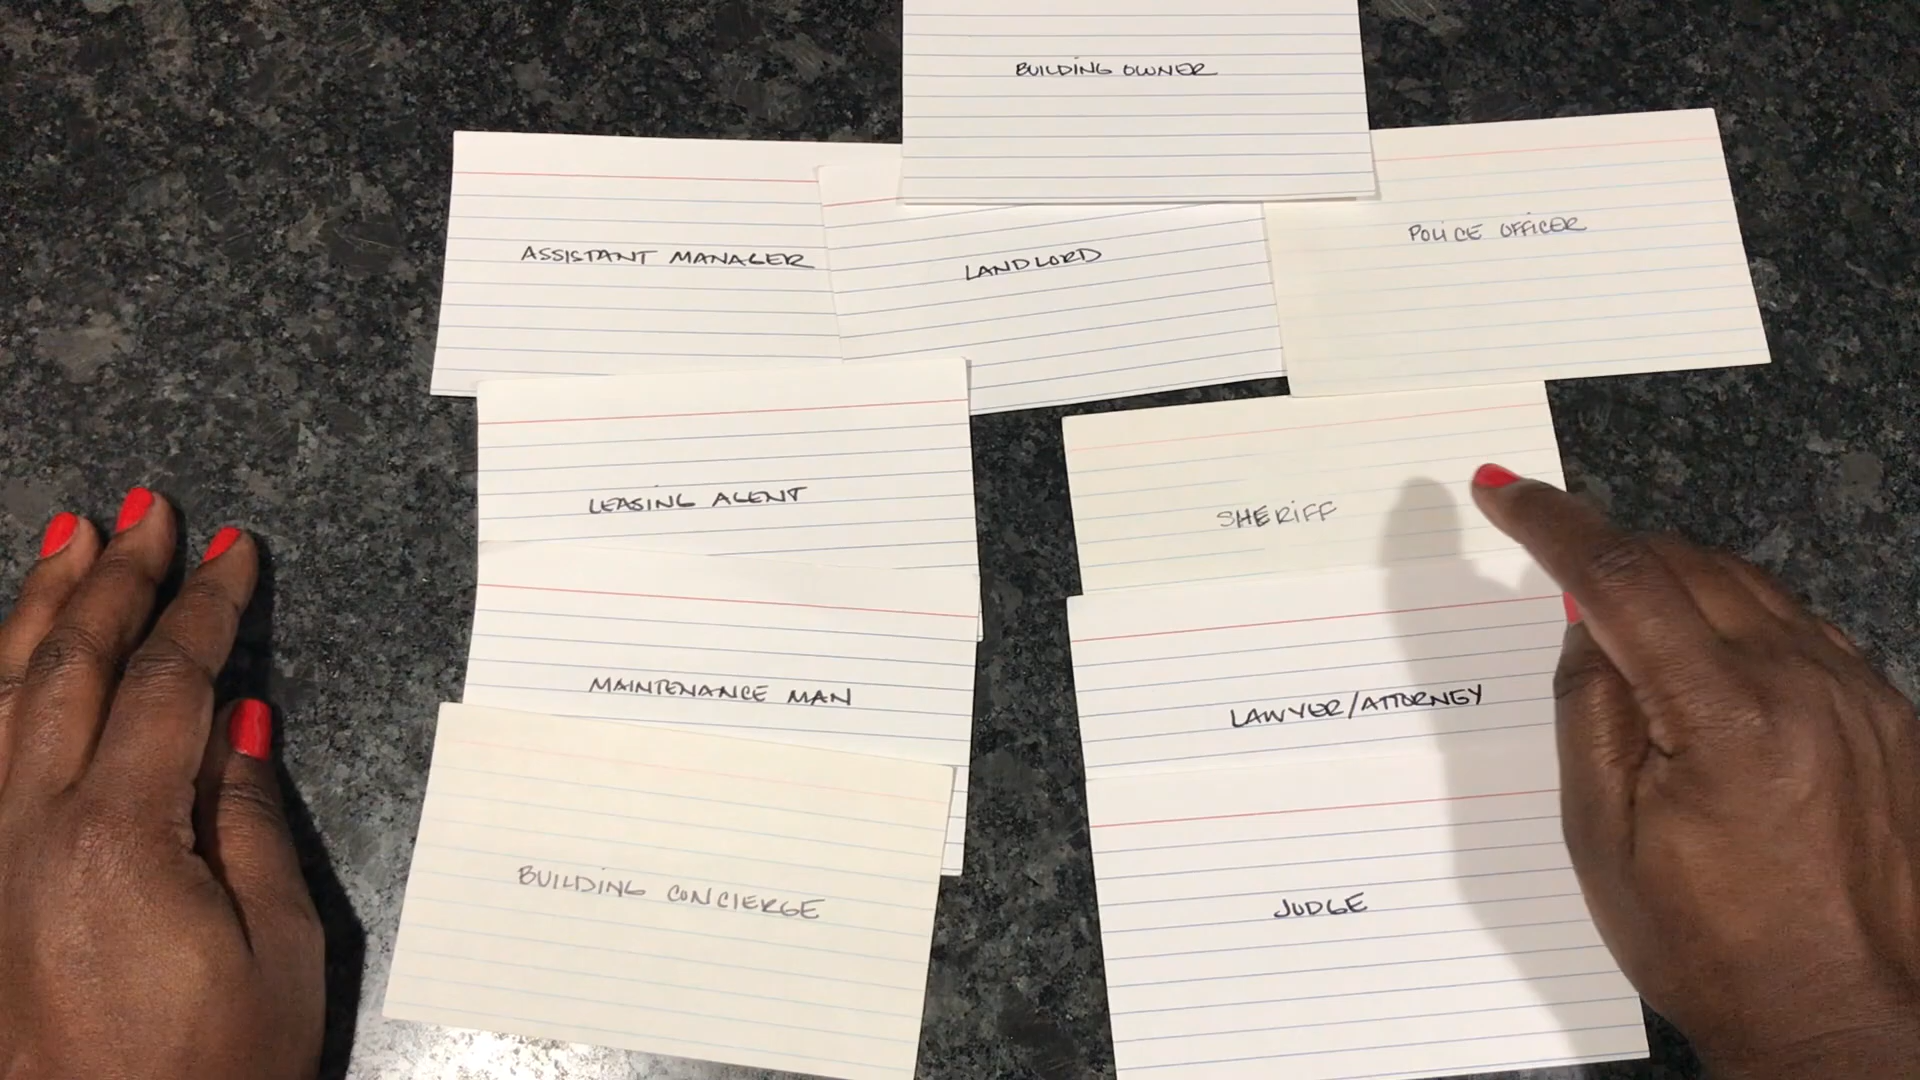 BUILDING OWNER
ASSISTANT MANAGER
LANDLORD
POLICE OFFICER
LEASING AGENT
SHERIFF
MAINTENANCE MAN
LAWYER/ATTORNEY
BUILDING CONCIERGE
JUDGE